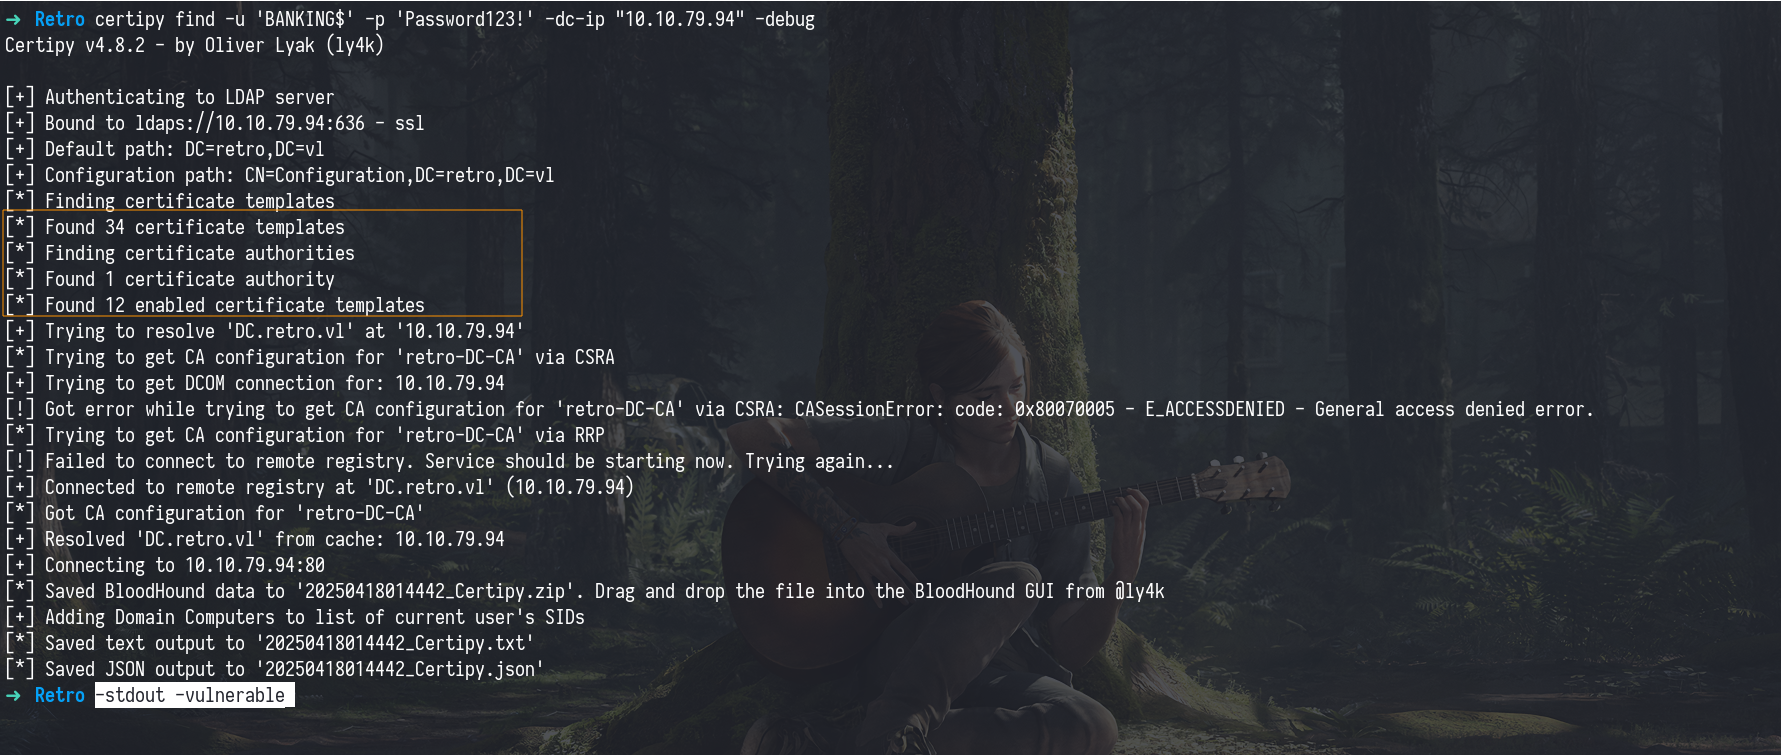 ➜ Retro certipy find -u 'BANKING$' -p 'Password123!' -dc-ip "10.10.79.94" -debug
Certipy v4.8.2 - by Oliver Lyak (ly4k)
[+] Authenticating to LDAP server
[+] Bound to ldaps://10.10.79.94:636 - ssl
[+] Default path: DC=retro,DC=vl
[+] Configuration path: CN=Configuration,DC=retro,DC=vl
[*] Finding certificate templates
[*] Found 34 certificate templates
[*] Finding certificate authorities
[*] Found 1 certificate authority
[*] Found 12 enabled certificate templates
[+] Trying to resolve 'DC.retro.vl' at '10.10.79.94'
[*] Trying to get CA configuration for 'retro-DC-CA' via CSRA
[+] Trying to get DCOM connection for: 10.10.79.94
[!] Got error while trying to get CA configuration for 'retro-DC-CA' via CSRA: CASessionError: code: 0x80070005 - E_ACCESSDENIED - General access denied error.
[*] Trying to get CA configuration for 'retro-DC-CA' via RRP
[!] Failed to connect to remote registry. Service should be starting now. Trying again...
[+] Connected to remote registry at 'DC.retro.vl' (10.10.79.94)
[*] Got CA configuration for 'retro-DC-CA'
[+] Resolved 'DC.retro.vl' from cache: 10.10.79.94
[+] Connecting to 10.10.79.94:80
[*] Saved BloodHound data to '20250418014442_Certipy.zip'. Drag and drop the file into the BloodHound GUI from @ly4k
[+] Adding Domain Computers to list of current user's SIDs
[*] Saved text output to '20250418014442_Certipy.txt'
[*] Saved JSON output to '20250418014442_Certipy.json'
➜ Retro -stdout -vulnerable